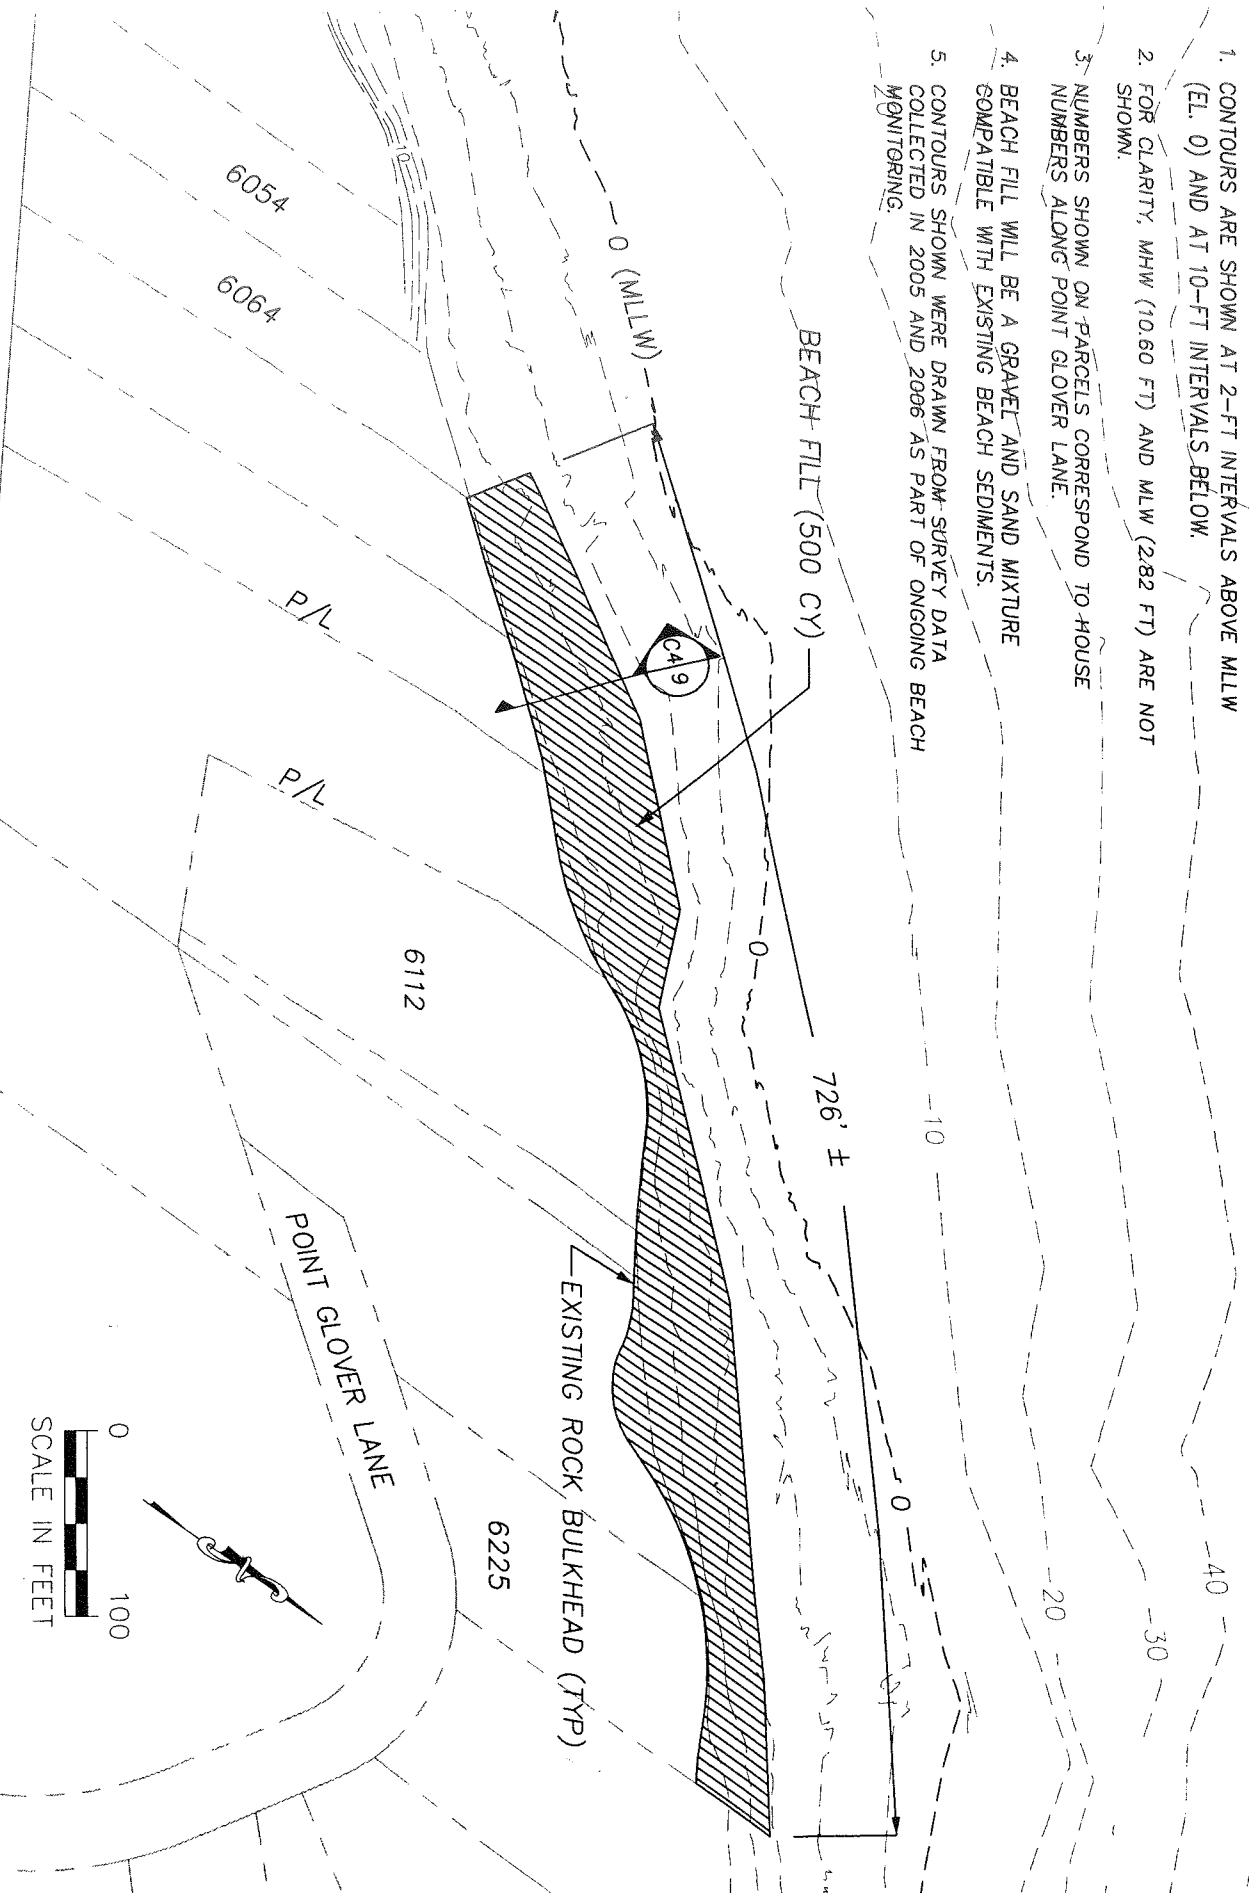 1. CONTOURS ARE SHOWN AT 2-FT INTERVALS ABOVE MLLW
(EL. 0) AND AT 10-FT INTERVALS BELOW.
2. FOR CLARITY, MHW (10.60 FT) AND MLW (2.82 FT) ARE NOT
SHOWN.
3. NUMBERS SHOWN ON PARCELS CORRESPOND TO HOUSE
NUMBERS ALONG POINT GLOVER LANE.
4. BEACH FILL WILL BE A GRAVEL AND SAND MIXTURE
COMPATIBLE WITH EXISTING BEACH SEDIMENTS.
5. CONTOURS SHOWN WERE DRAWN FROM SURVEY DATA
COLLECTED IN 2005 AND 2006 AS PART OF ONGOING BEACH
MONITORING.
-20
-40
-30
-20
-10
BEACH FILL (500 CY)
0 (MLLW)
726' ±
0
0
C4 9
10
6054
6064
P/L
P/L
6112
EXISTING ROCK BULKHEAD (TYP)
6225
POINT GLOVER LANE
0 100
SCALE IN FEET